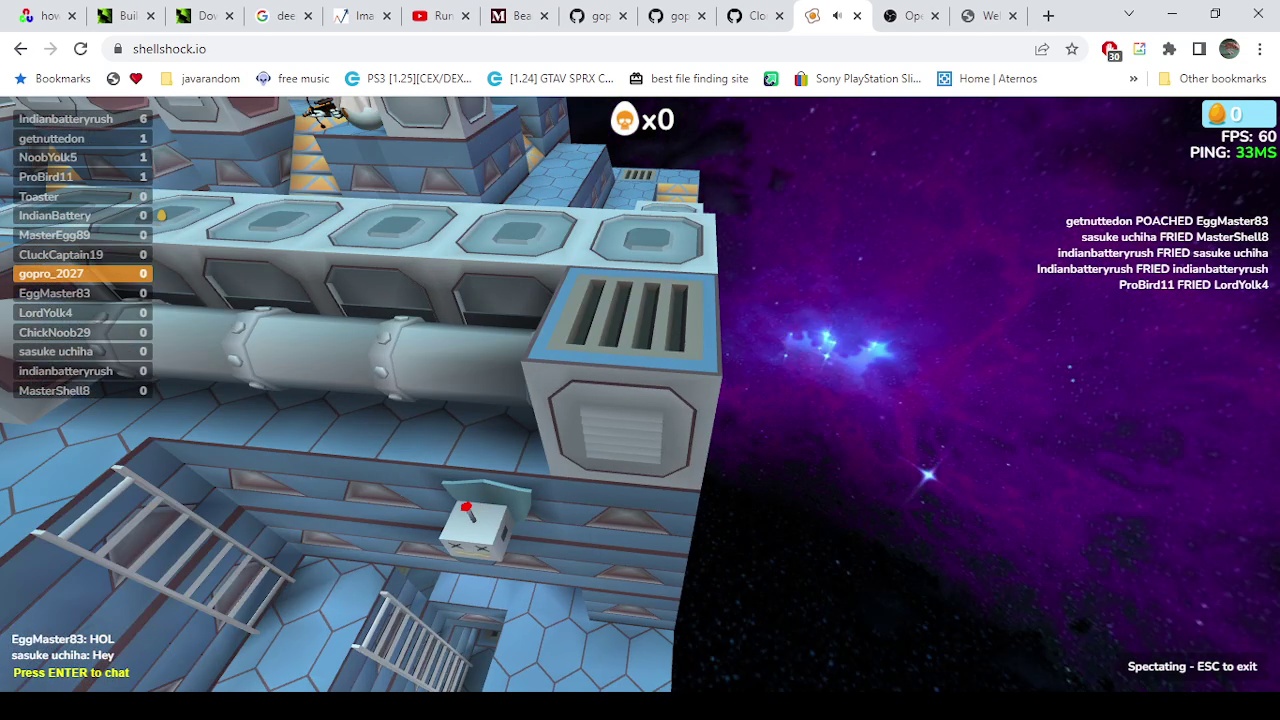 how
Buil
Dov
dee
Ima
Run
Bea
gop
gop
Clo
Ope
Wel
shellshock.io
30
Bookmarks
javarandom
free music
PS3 [1.25][CEX/DEX...
[1.24] GTAV SPRX C...
best file finding site
Sony PlayStation Sli...
Home | Aternos
»
Other bookmarks
Indianbatteryrush 6
getnuttedon 1
NoobYolk5 1
ProBird11 1
Toaster 0
IndianBattery 0
MasterEgg89 0
CluckCaptain19 0
gopro_2027 0
EggMaster83 0
LordYolk4 0
ChickNoob29 0
sasuke uchiha 0
indianbatteryrush 0
MasterShell8 0
x0
0
FPS: 60
PING: 33MS
getnuttedon POACHED EggMaster83
sasuke uchiha FRIED MasterShell8
indianbatteryrush FRIED sasuke uchiha
Indianbatteryrush FRIED indianbatteryrush
ProBird11 FRIED LordYolk4
EggMaster83: HOL
sasuke uchiha: Hey
Press ENTER to chat
Spectating - ESC to exit